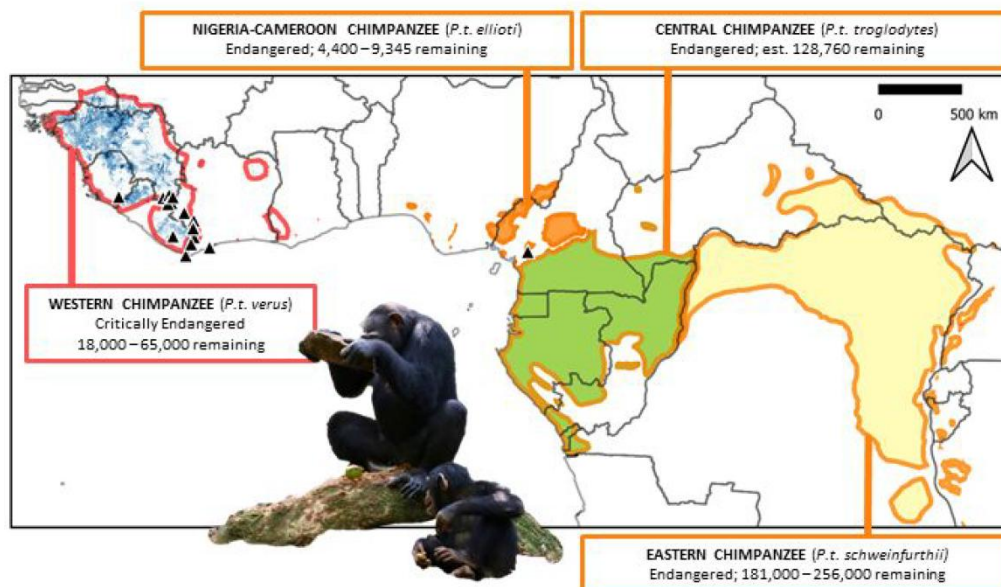 NIGERIA-CAMEROON CHIMPANZEE (P.t. ellioti)
Endangered; 4,400 – 9,345 remaining
CENTRAL CHIMPANZEE (P.t. troglodytes)
Endangered; est. 128,760 remaining
0 500 km
WESTERN CHIMPANZEE (P.t. verus)
Critically Endangered
18,000 – 65,000 remaining
EASTERN CHIMPANZEE (P.t. schweinfurthii)
Endangered; 181,000 – 256,000 remaining